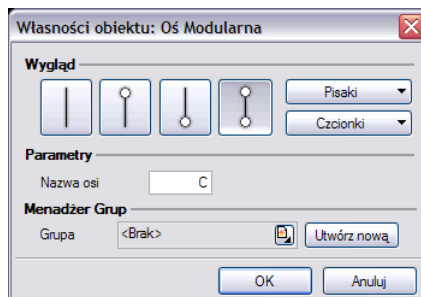 Własności obiektu: Oś Modularna
Wygląd
Pisaki
Czcionki
Parametry
Nazwa osi C
Menadżer Grup
Grupa <Brak> Utwórz nową
OK Anuluj